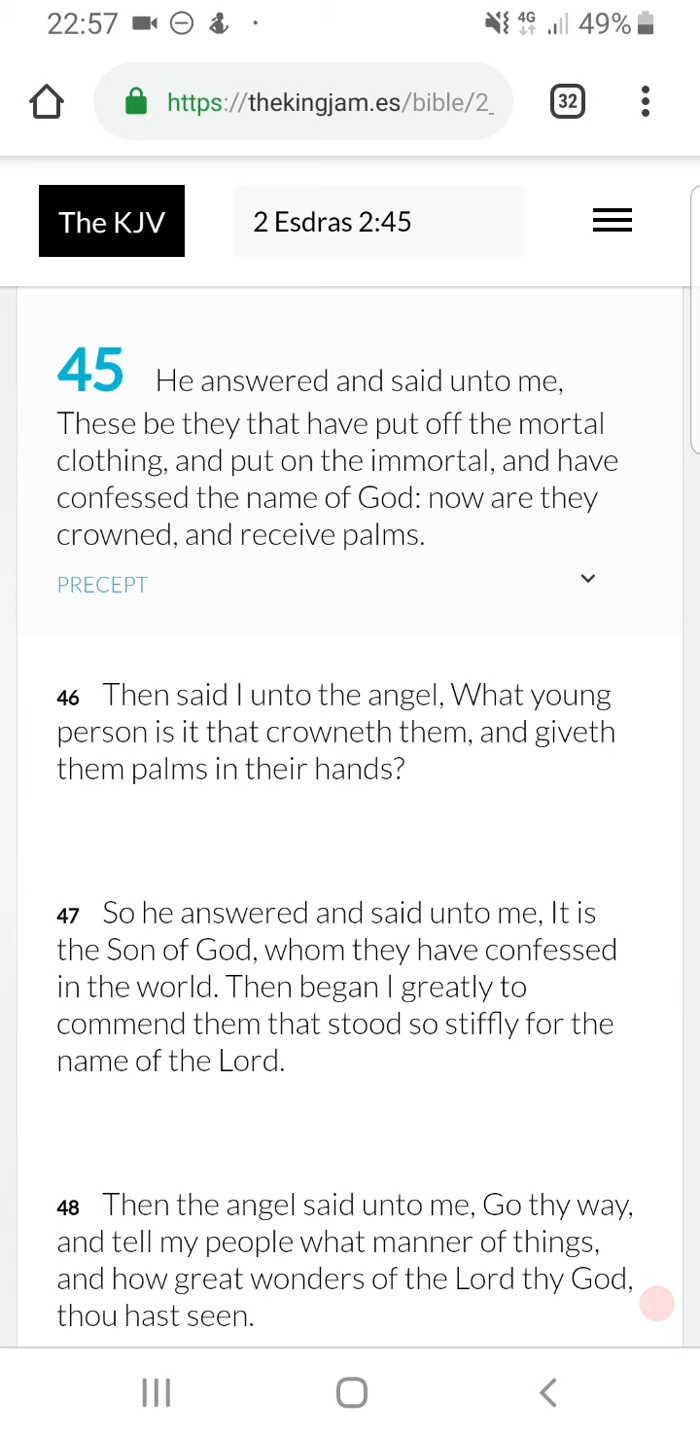 22:57 4G 49%
https://thekingjam.es/bible/2_ 32
The KJV 2 Esdras 2:45
45 He answered and said unto me,
These be they that have put off the mortal
clothing, and put on the immortal, and have
confessed the name of God: now are they
crowned, and receive palms.
PRECEPT
46 Then said I unto the angel, What young
person is it that crowneth them, and giveth
them palms in their hands?
47 So he answered and said unto me, It is
the Son of God, whom they have confessed
in the world. Then began I greatly to
commend them that stood so stiffly for the
name of the Lord.
48 Then the angel said unto me, Go thy way,
and tell my people what manner of things,
and how great wonders of the Lord thy God,
thou hast seen.